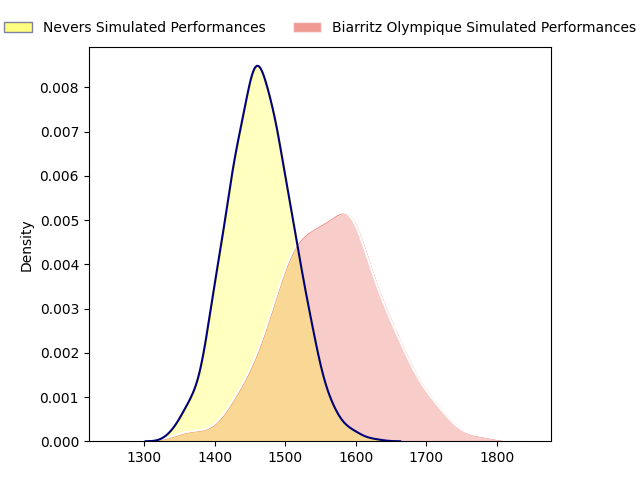 Nevers Simulated Performances
Biarritz Olympique Simulated Performances
Density
0.008
0.007
0.006
0.005
0.004
0.003
0.002
0.001
0.000
1300 1400 1500 1600 1700 1800